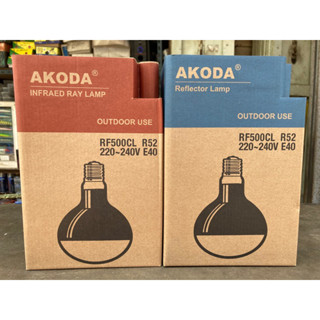 AKODA®
INFRAED RAY LAMP
OUTDOOR USE
RF500CL R52
220~240V E40
AKODA®
Reflector Lamp
OUTDOOR USE
RF500CL R52
220~240V E40